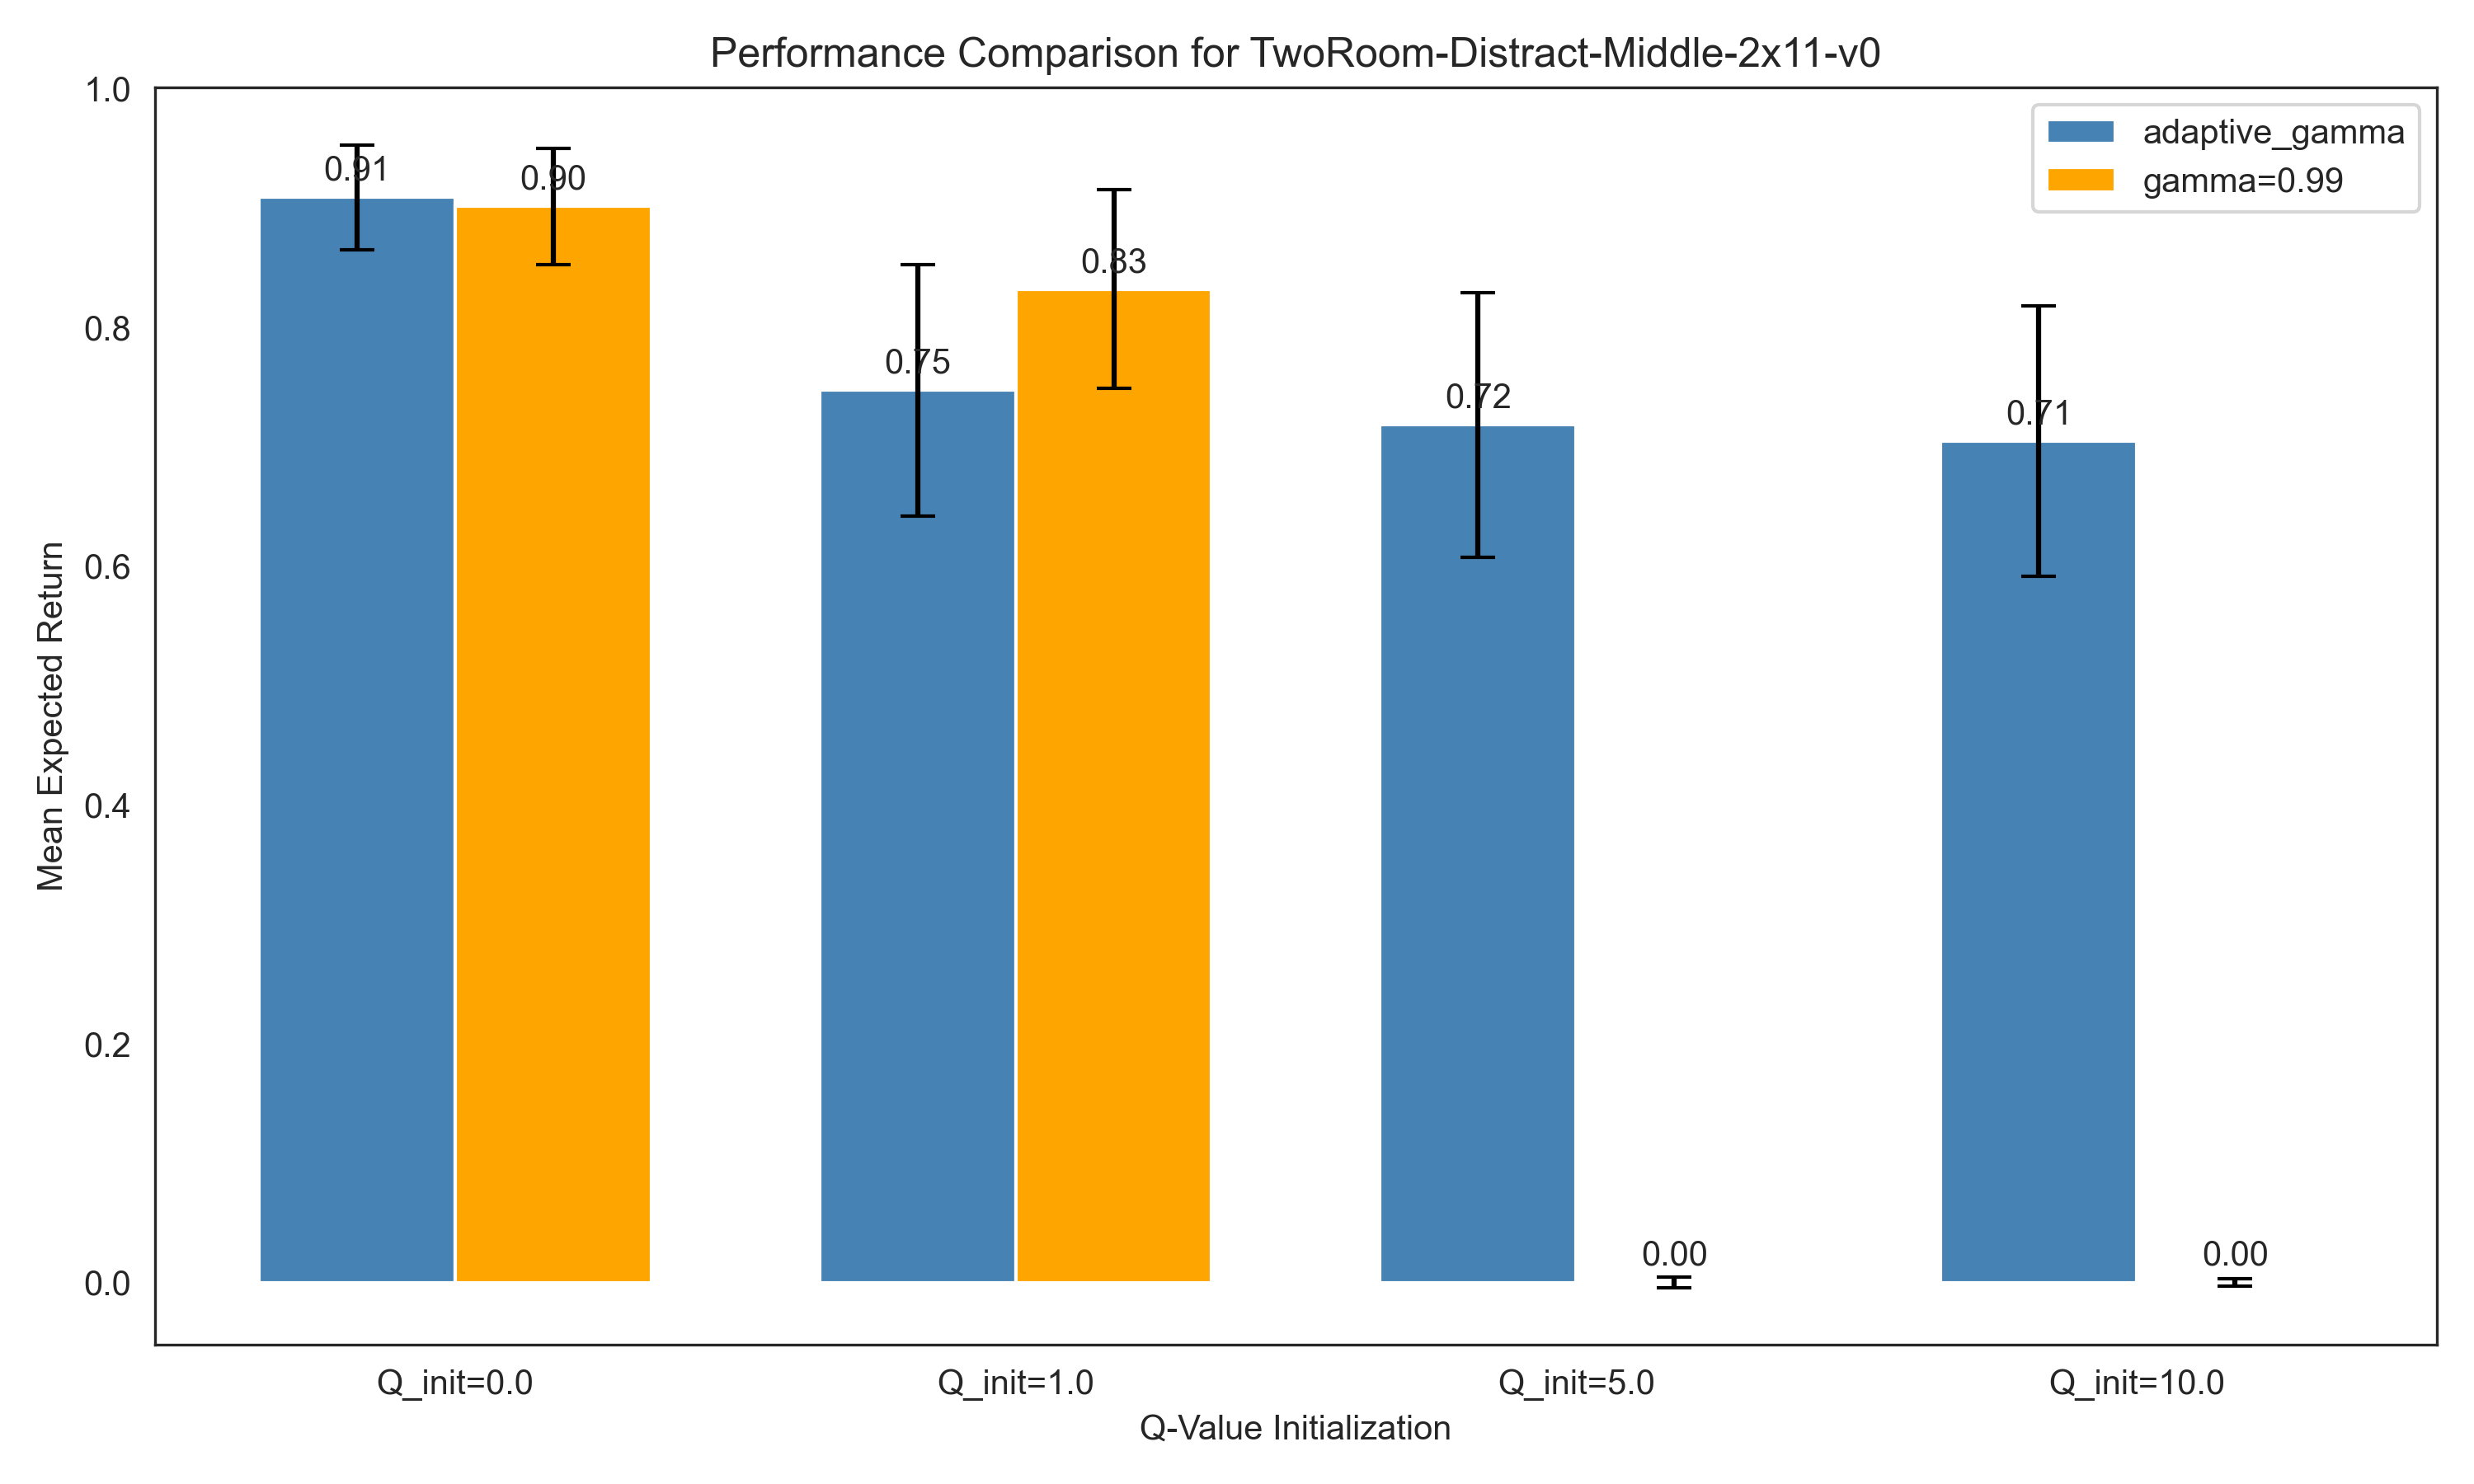 Performance Comparison for TwoRoom-Distract-Middle-2x11-v0
adaptive_gamma
gamma=0.99
Mean Expected Return
1.0
0.8
0.6
0.4
0.2
0.0
0.91
0.90
0.75
0.83
0.72
0.00
0.71
0.00
Q_init=0.0
Q_init=1.0
Q_init=5.0
Q_init=10.0
Q-Value Initialization